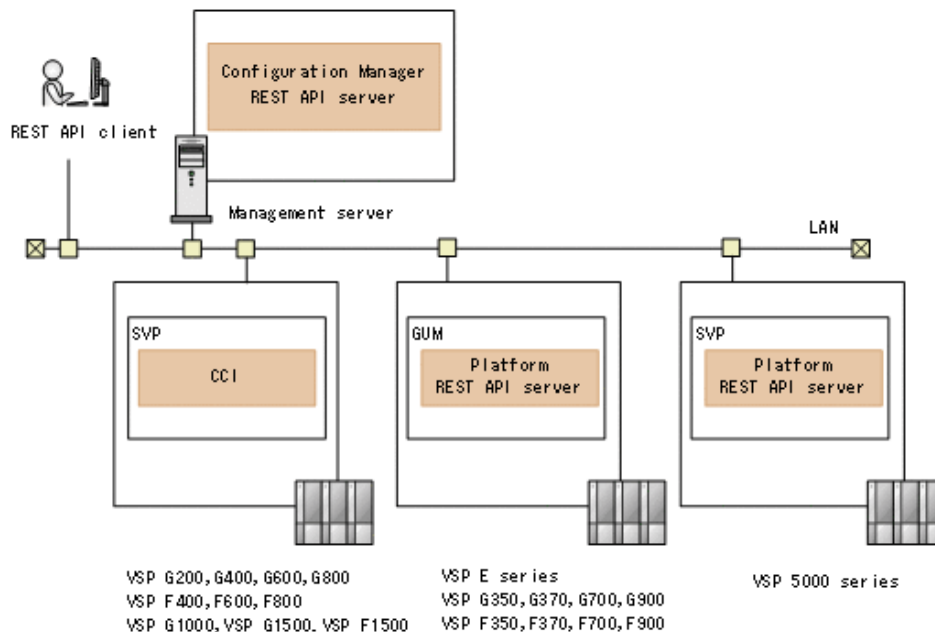 Configuration Manager
REST API server
REST API client
Management server
LAN
SVP
CCI
GUM
Platform
REST API server
SVP
Platform
REST API server
VSP G200,G400,G600,G800
VSP F400,F600,F800
VSP G1000,VSP G1500, VSP F1500
VSP E series
VSP G350,G370,G700,G900
VSP F350,F370,F700,F900
VSP 5000 series